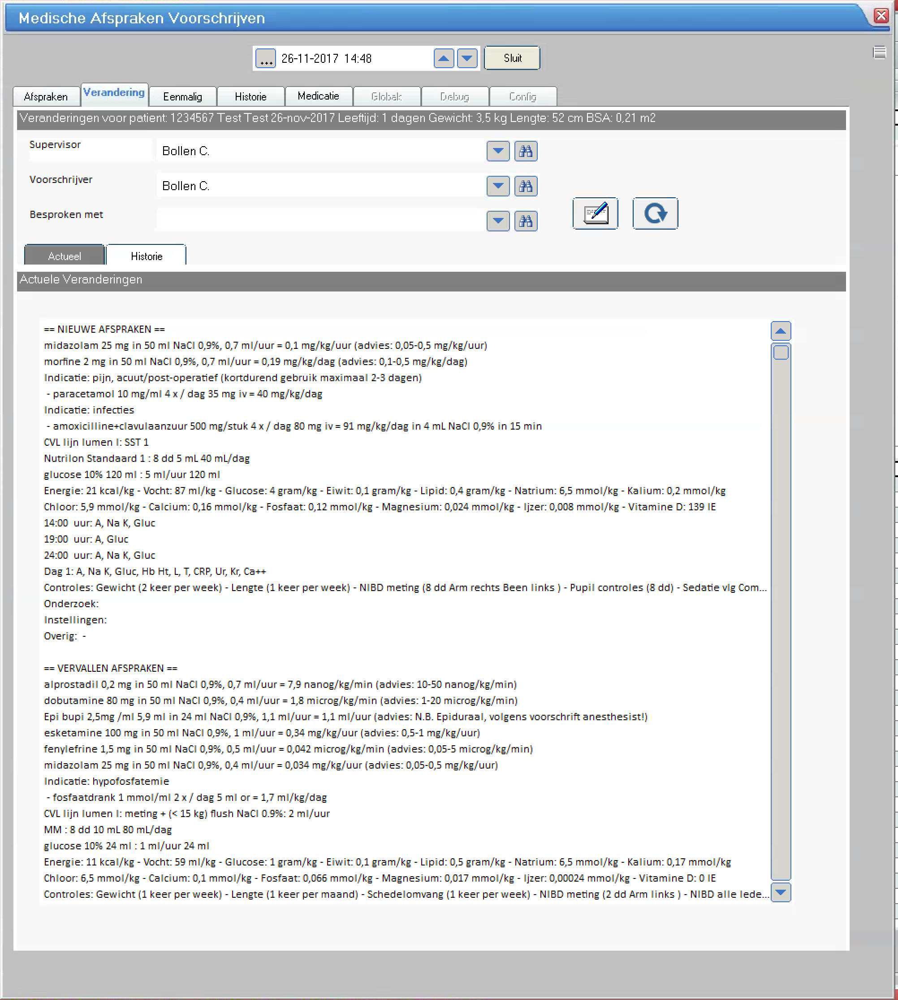 Medische Afspraken Voorschrijven
... 26-11-2017 14:48 Sluit
Afspraken Verandering Eenmalig Historie Medicatie Globals Debug Config
Veranderingen voor patient: 1234567 Test Test 26-nov-2017 Leeftijd: 1 dagen Gewicht: 3,5 kg Lengte: 52 cm BSA: 0,21 m2
Supervisor Bollen C.
Voorschrijver Bollen C.
Besproken met
Actueel Historie
Actuele Veranderingen
== NIEUWE AFSPRAKEN ==
midazolam 25 mg in 50 ml NaCl 0,9%, 0,7 ml/uur = 0,1 mg/kg/uur (advies: 0,05-0,5 mg/kg/uur)
morfine 2 mg in 50 ml NaCl 0,9%, 0,7 ml/uur = 0,19 mg/kg/dag (advies: 0,1-0,5 mg/kg/dag)
Indicatie: pijn, acuut/post-operatief (kortdurend gebruik maximaal 2-3 dagen)
- paracetamol 10 mg/ml 4 x / dag 35 mg iv = 40 mg/kg/dag
Indicatie: infecties
- amoxicilline+clavulaanzuur 500 mg/stuk 4 x / dag 80 mg iv = 91 mg/kg/dag in 4 mL NaCl 0,9% in 15 min
CVL lijn lumen I: SST 1
Nutrilon Standaard 1 : 8 dd 5 mL 40 mL/dag
glucose 10% 120 ml : 5 ml/uur 120 ml
Energie: 21 kcal/kg - Vocht: 87 ml/kg - Glucose: 4 gram/kg - Eiwit: 0,1 gram/kg - Lipid: 0,4 gram/kg - Natrium: 6,5 mmol/kg - Kalium: 0,2 mmol/kg
Chloor: 5,9 mmol/kg - Calcium: 0,16 mmol/kg - Fosfaat: 0,12 mmol/kg - Magnesium: 0,024 mmol/kg - Ijzer: 0,008 mmol/kg - Vitamine D: 139 IE
14:00 uur: A, Na K, Gluc
19:00 uur: A, Gluc
24:00 uur: A, Na K, Gluc
Dag 1: A, Na K, Gluc, Hb Ht, L, T, CRP, Ur, Kr, Ca++
Controles: Gewicht (2 keer per week) - Lengte (1 keer per week) - NIBD meting (8 dd Arm rechts Been links ) - Pupil controles (8 dd) - Sedatie vlg Com...
Onderzoek:
Instellingen:
Overig: -
== VERVALLEN AFSPRAKEN ==
alprostadil 0,2 mg in 50 ml NaCl 0,9%, 0,7 ml/uur = 7,9 nanog/kg/min (advies: 10-50 nanog/kg/min)
dobutamine 80 mg in 50 ml NaCl 0,9%, 0,4 ml/uur = 1,8 microg/kg/min (advies: 1-20 microg/kg/min)
Epi bupi 2,5mg /ml 5,9 ml in 24 ml NaCl 0,9%, 1,1 ml/uur = 1,1 ml/uur (advies: N.B. Epiduraal, volgens voorschrift anesthesist!)
esketamine 100 mg in 50 ml NaCl 0,9%, 1 ml/uur = 0,34 mg/kg/uur (advies: 0,5-1 mg/kg/uur)
fenylefrine 1,5 mg in 50 ml NaCl 0,9%, 0,5 ml/uur = 0,042 microg/kg/min (advies: 0,05-5 microg/kg/min)
midazolam 25 mg in 50 ml NaCl 0,9%, 0,4 ml/uur = 0,034 mg/kg/uur (advies: 0,05-0,5 mg/kg/uur)
Indicatie: hypofosfatemie
- fosfaatdrank 1 mmol/ml 2 x / dag 5 ml or = 1,7 ml/kg/dag
CVL lijn lumen I: meting + (< 15 kg) flush NaCl 0.9%: 2 ml/uur
MM : 8 dd 10 mL 80 mL/dag
glucose 10% 24 ml : 1 ml/uur 24 ml
Energie: 11 kcal/kg - Vocht: 59 ml/kg - Glucose: 1 gram/kg - Eiwit: 0,1 gram/kg - Lipid: 0,5 gram/kg - Natrium: 6,5 mmol/kg - Kalium: 0,17 mmol/kg
Chloor: 6,5 mmol/kg - Calcium: 0,1 mmol/kg - Fosfaat: 0,066 mmol/kg - Magnesium: 0,017 mmol/kg - Ijzer: 0,00024 mmol/kg - Vitamine D: 0 IE
Controles: Gewicht (1 keer per week) - Lengte (1 keer per maand) - Schedelomvang (1 keer per week) - NIBD meting (2 dd Arm links ) - NIBD alle lede...